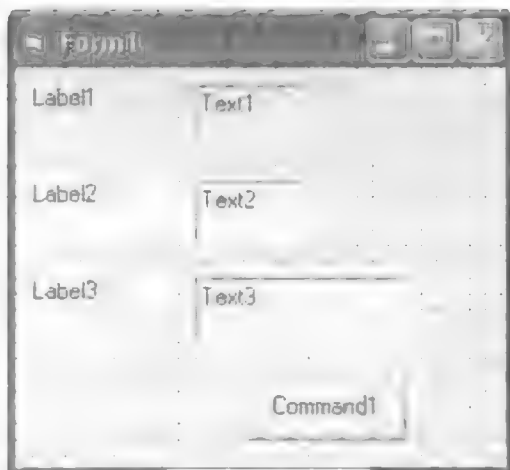 Form1
Label1 Text1
Label2 Text2
Label3 Text3
Command1